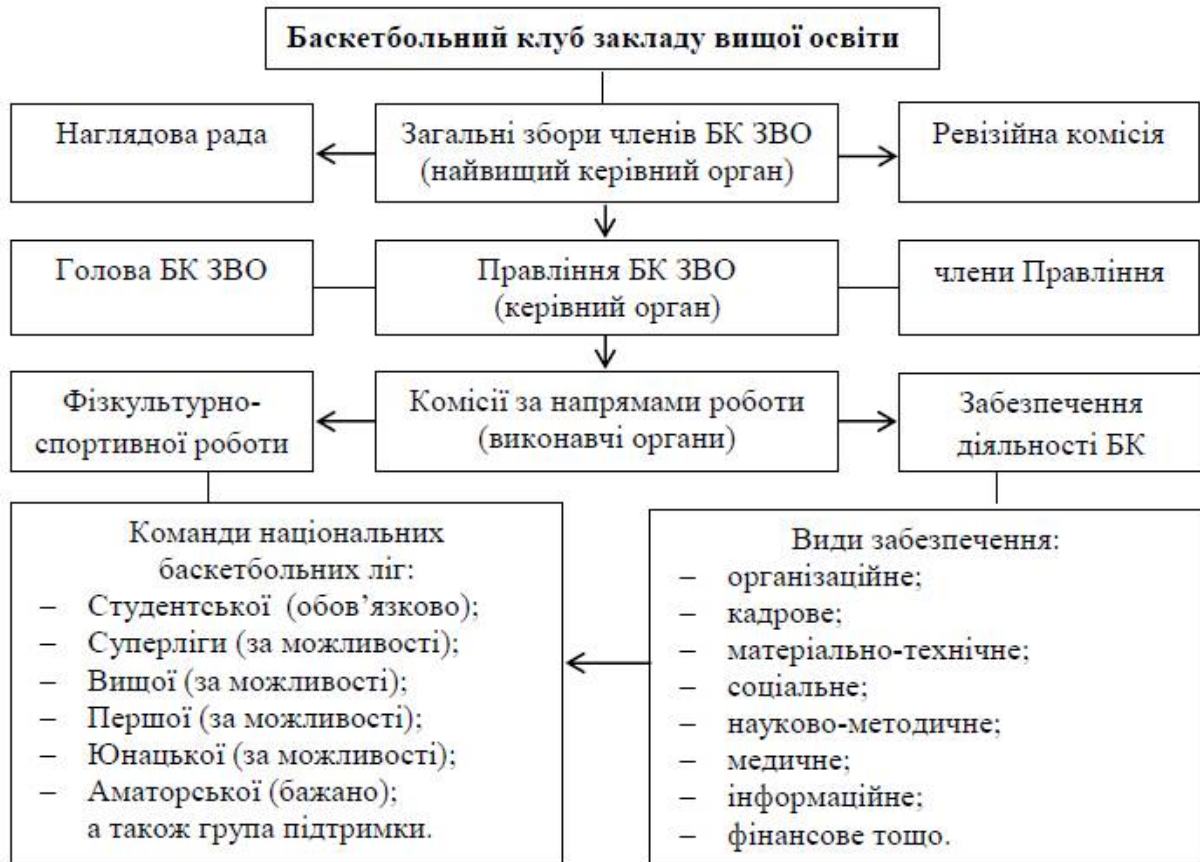 Баскетбольний клуб закладу вищої освіти
Наглядова рада
Загальні збори членів БК ЗВО
(найвищий керівний орган)
Ревізійна комісія
Голова БК ЗВО
Правління БК ЗВО
(керівний орган)
члени Правління
Фізкультурно-
спортивної роботи
Комісії за напрямами роботи
(виконавчі органи)
Забезпечення
діяльності БК
Команди національних
баскетбольних ліг:
– Студентської (обов’язково);
– Суперліги (за можливості);
– Вищої (за можливості);
– Першої (за можливості);
– Юнацької (за можливості);
– Аматорської (бажано);
а також група підтримки.
Види забезпечення:
– організаційне;
– кадрове;
– матеріально-технічне;
– соціальне;
– науково-методичне;
– медичне;
– інформаційне;
– фінансове тощо.